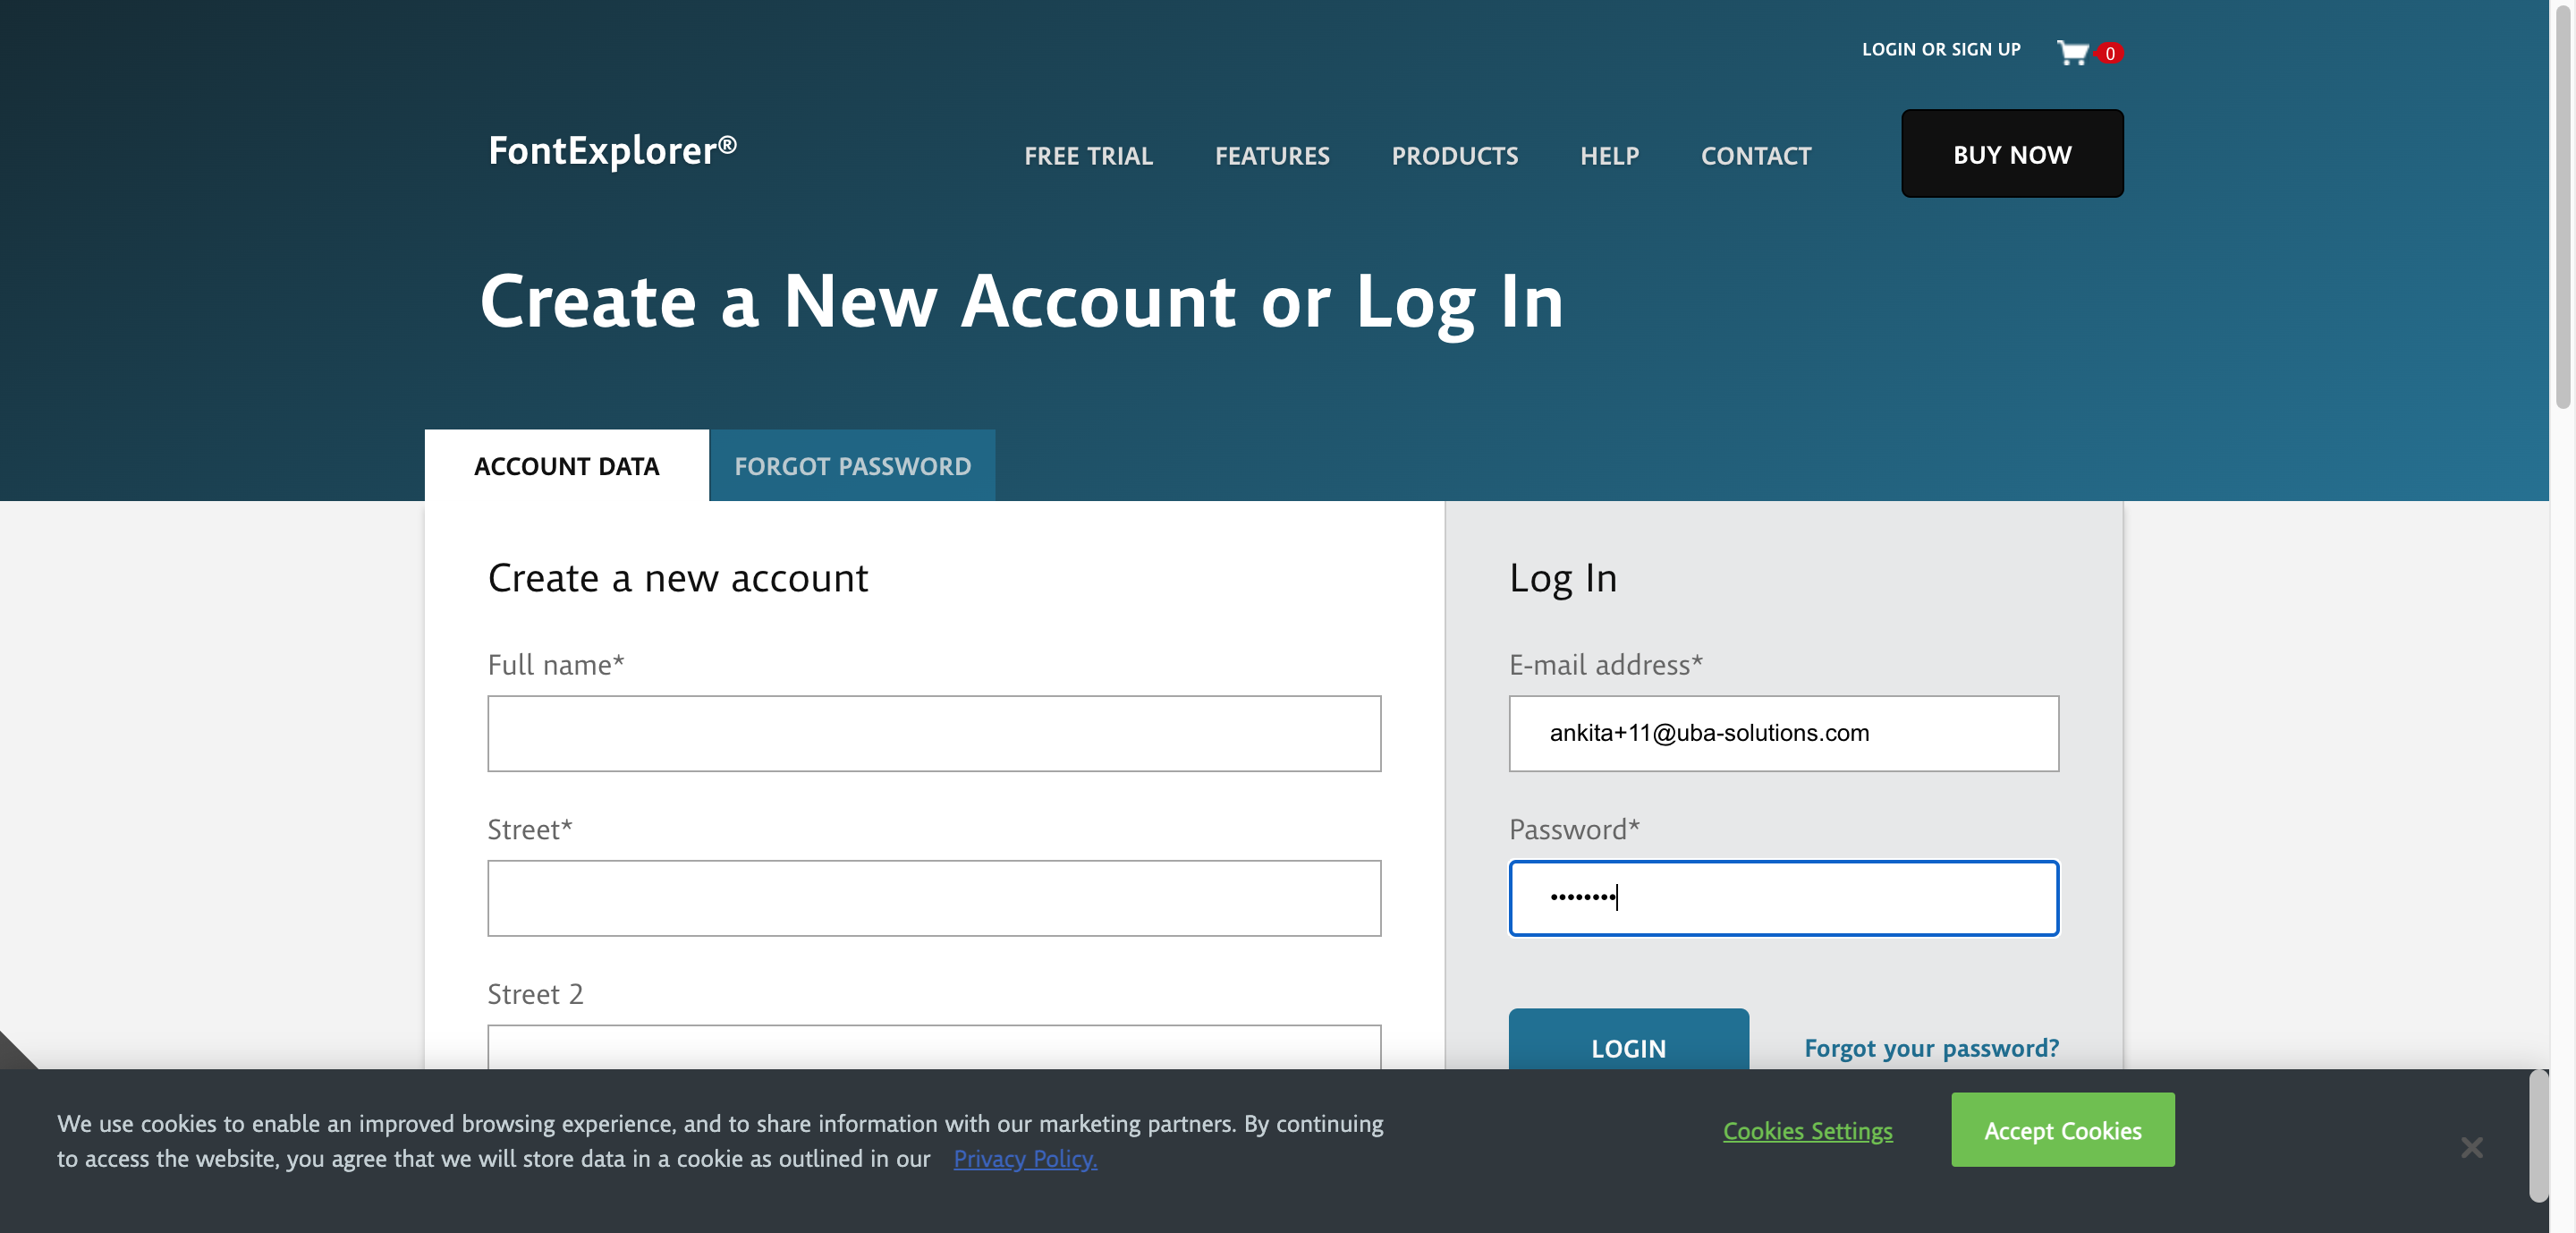 LOGIN OR SIGN UP
0
FontExplorer®
FREE TRIAL
FEATURES
PRODUCTS
HELP
CONTACT
BUY NOW
Create a New Account or Log In
ACCOUNT DATA
FORGOT PASSWORD
Create a new account
Full name*
Street*
Street 2
Log In
E-mail address*
ankita+11@uba-solutions.com
Password*
••••••••
LOGIN
Forgot your password?
We use cookies to enable an improved browsing experience, and to share information with our marketing partners. By continuing
to access the website, you agree that we will store data in a cookie as outlined in our Privacy Policy.
Cookies Settings
Accept Cookies